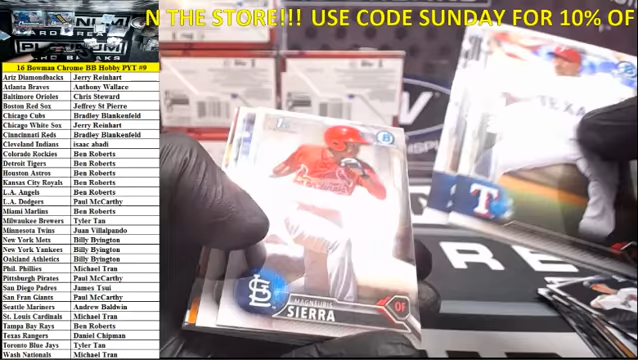 N THE STORE!!! USE CODE SUNDAY FOR 10% OF
PLATINUM
16 Bowman Chrome BB Hobby PYT #9
Ariz Diamondbacks Jerry Reinhart
Atlanta Braves Anthony Wallace
Baltimore Orioles Chris Steward
Boston Red Sox Jeffrey St Pierre
Chicago Cubs Bradley Blankenfeld
Chicago White Sox Jerry Reinhart
Cinncinnati Reds Bradley Blankenfeld
Cleveland Indians isaac abadi
Colorado Rockies Ben Roberts
Detroit Tigers Ben Roberts
Houston Astros Ben Roberts
Kansas City Royals Ben Roberts
L.A. Angels Ben Roberts
L.A. Dodgers Paul McCarthy
Miami Marlins Ben Roberts
Milwaukee Brewers Tyler Tan
Minnesota Twins Juan Villalpando
New York Mets Billy Byington
New York Yankees Billy Byington
Oakland Athletics Billy Byington
Phil. Phillies Michael Tran
Pittsburgh Pirates Paul McCarthy
San Diego Padres James Tsui
San Fran Giants Paul McCarthy
Seattle Mariners Andrew Baldwin
St. Louis Cardinals Michael Tran
Tampa Bay Rays Ben Roberts
Texas Rangers Daniel Chipman
Toronto Blue Jays Tyler Tan
Wash Nationals Michael Tran
TEXA
T
MAGNEURIS
SIERRA
OF